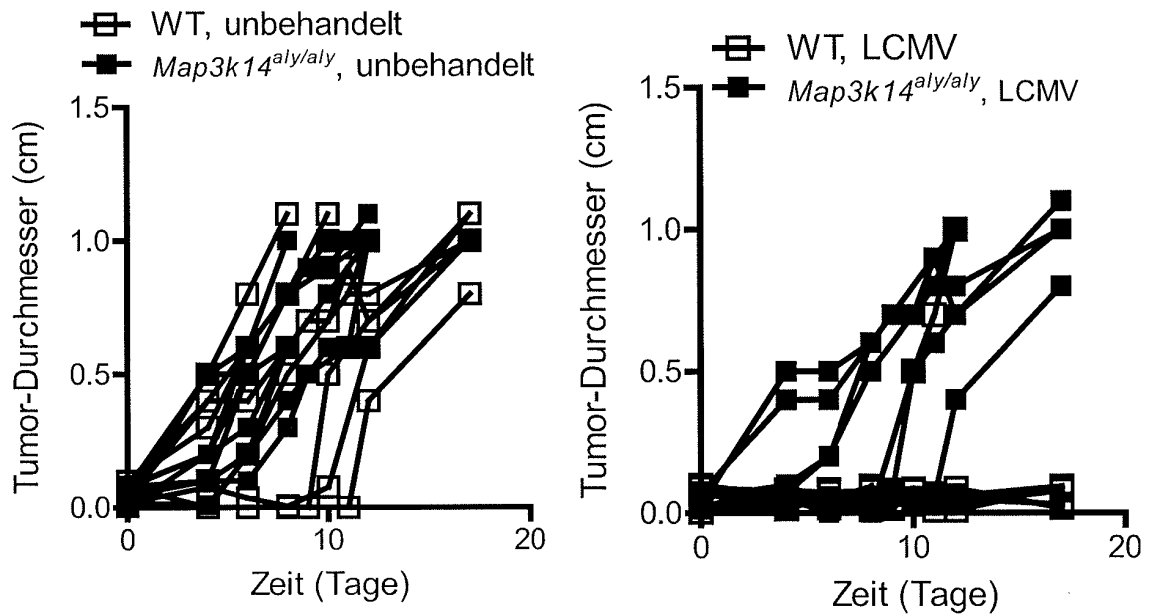 WT, unbehandelt
Map3k14aly/aly, unbehandelt
1.5
1.0
0.5
0.0
0
10
20
Tumor-Durchmesser (cm)
Zeit (Tage)
WT, LCMV
Map3k14aly/aly, LCMV
1.5
1.0
0.5
0.0
0
10
20
Tumor-Durchmesser (cm)
Zeit (Tage)